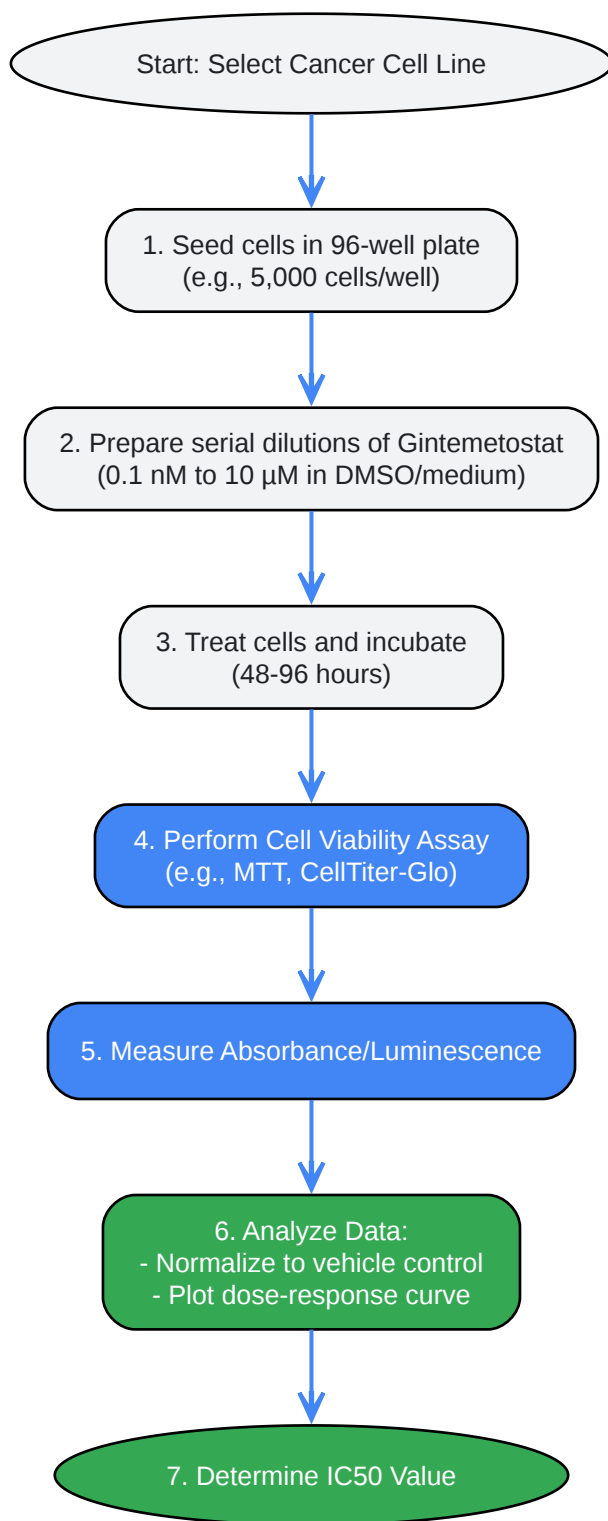 Start: Select Cancer Cell Line
1. Seed cells in 96-well plate
(e.g., 5,000 cells/well)
2. Prepare serial dilutions of Gintemetostat
(0.1 nM to 10 µM in DMSO/medium)
3. Treat cells and incubate
(48-96 hours)
4. Perform Cell Viability Assay
(e.g., MTT, CellTiter-Glo)
5. Measure Absorbance/Luminescence
6. Analyze Data:
- Normalize to vehicle control
- Plot dose-response curve
7. Determine IC50 Value